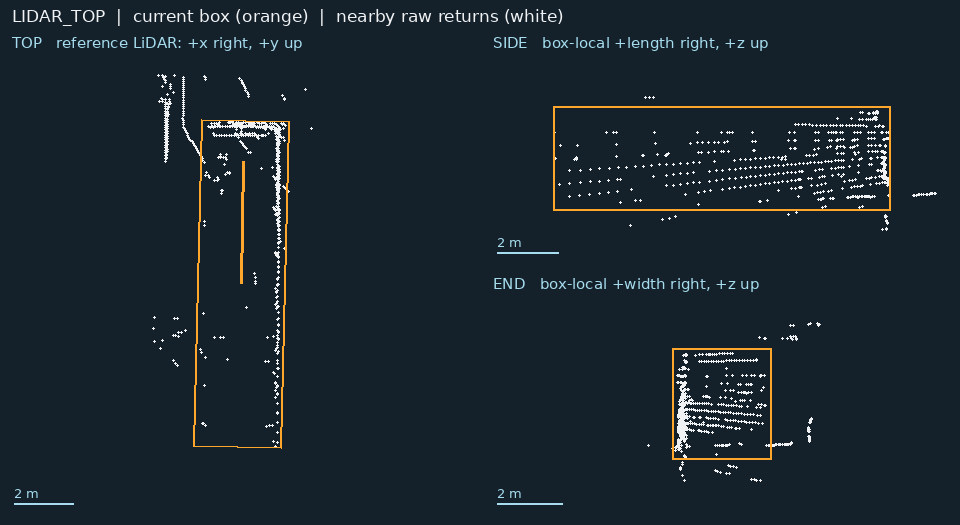 LIDAR_TOP | current box (orange) | nearby raw returns (white)
TOP reference LiDAR: +x right, +y up
SIDE box-local +length right, +z up
2 m
END box-local +width right, +z up
2 m
2 m